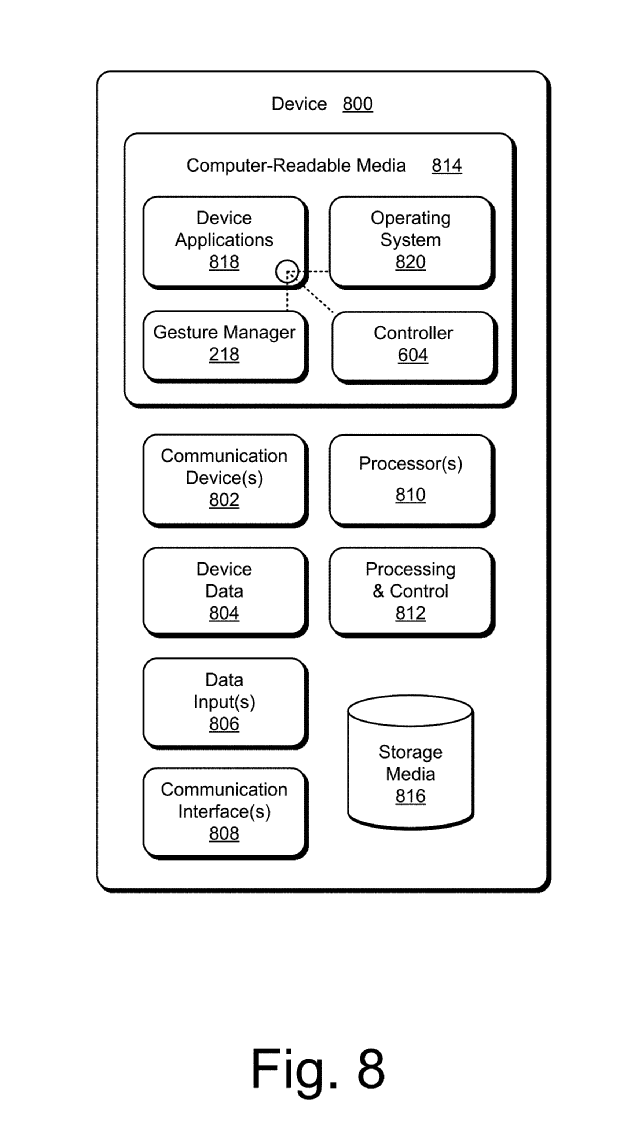 Device 800
Computer-Readable Media 814
Device
Applications
818
Operating
System
820
Gesture Manager
218
Controller
604
Communication
Device(s)
802
Processor(s)
810
Device
Data
804
Processing
& Control
812
Data
Input(s)
806
Storage
Media
816
Communication
Interface(s)
808
Fig. 8